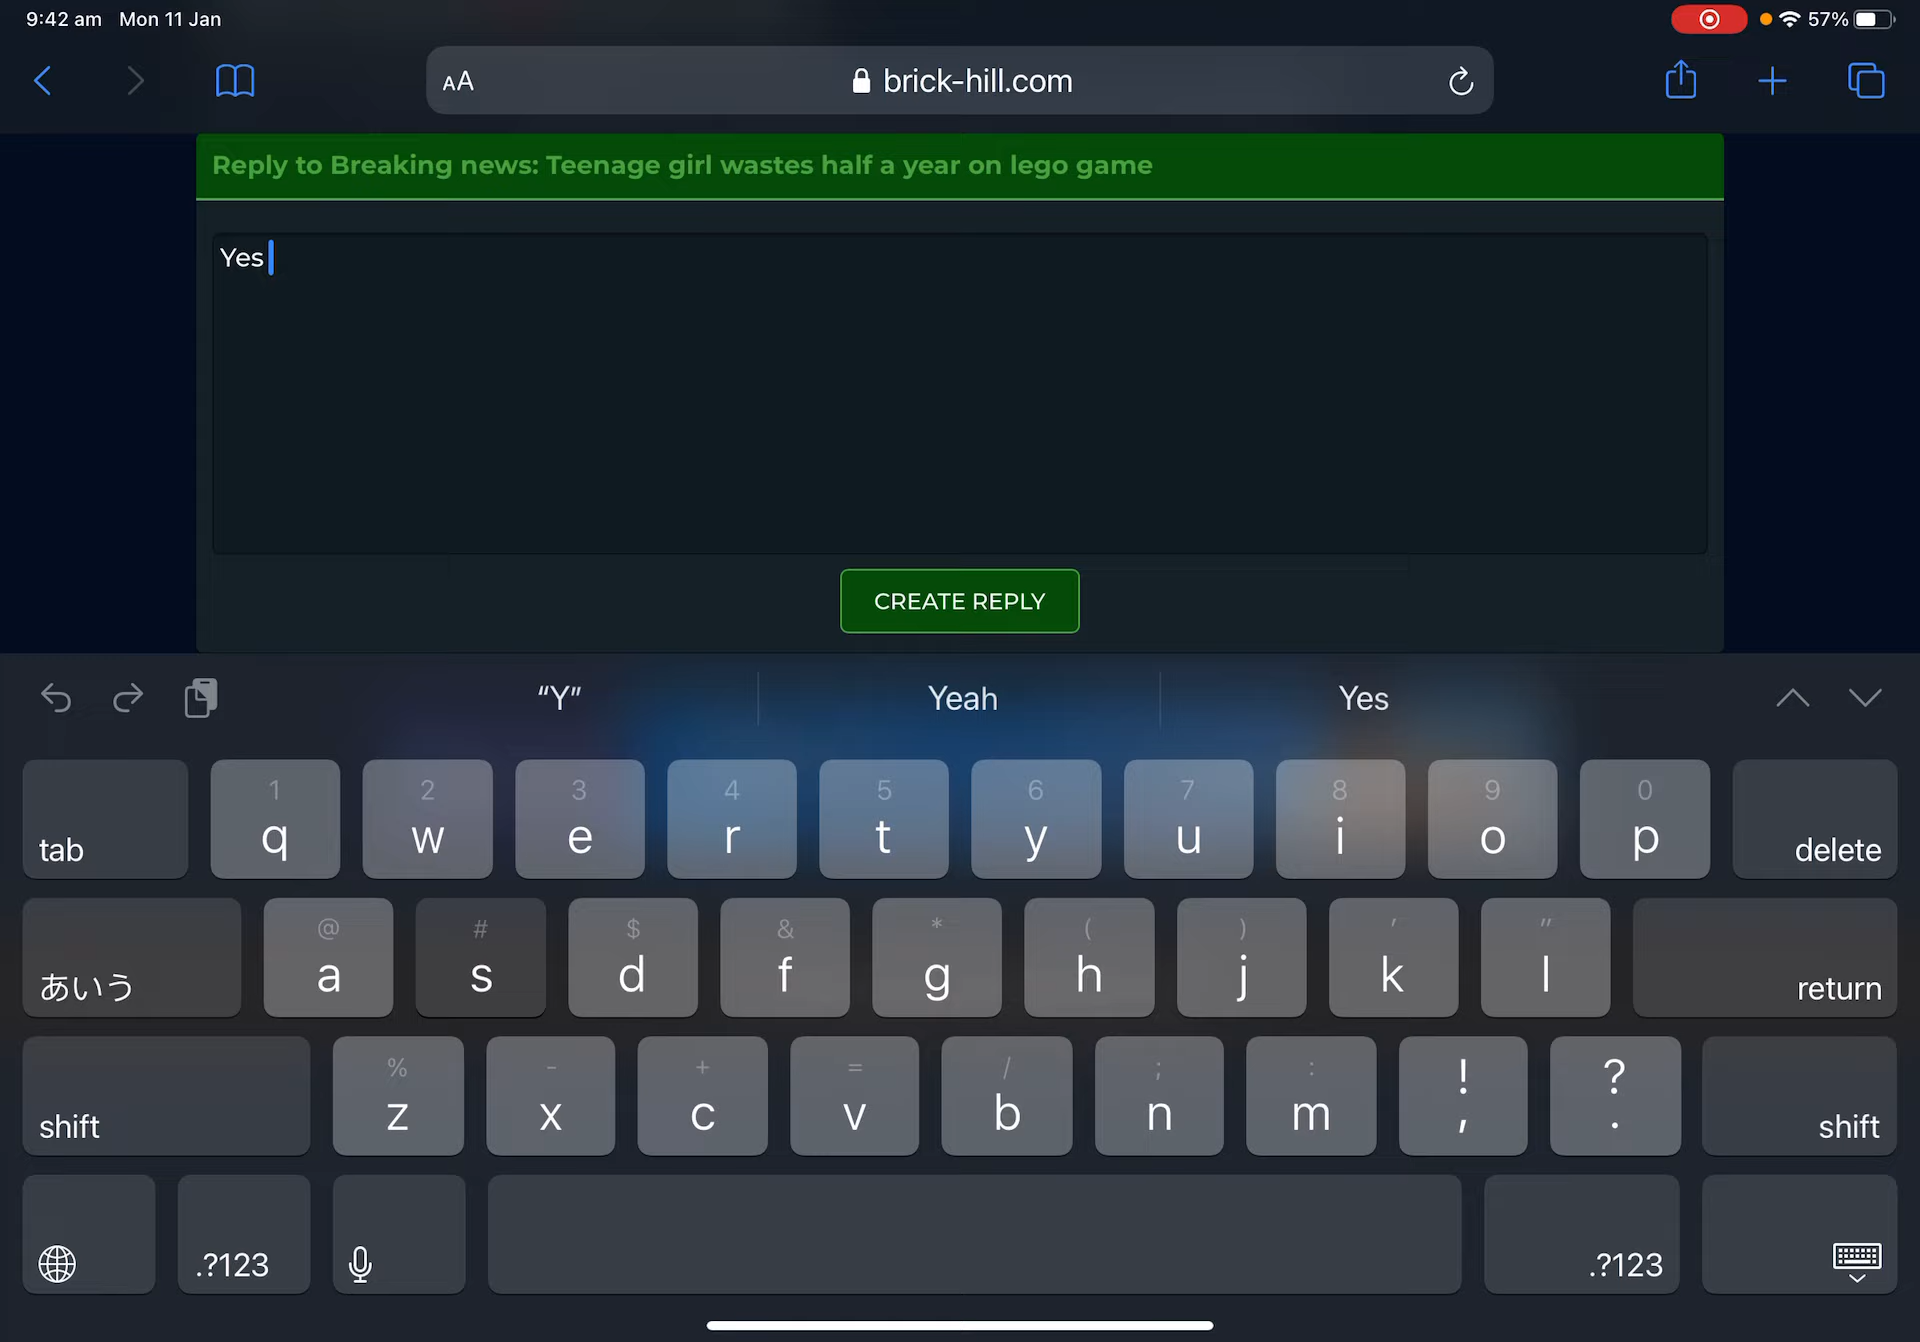 9:42 am Mon 11 Jan 57%
AA brick-hill.com
Reply to Breaking news: Teenage girl wastes half a year on lego game
Yes
CREATE REPLY
“Y” Yeah Yes
1 2 3 4 5 6 7 8 9 0
tab q w e r t y u i o p delete
@ # $ & * ( ) ' "
あいう a s d f g h j k l return
% - + = / ; : ! ?
shift z x c v b n m , . shift
.?123 .?123